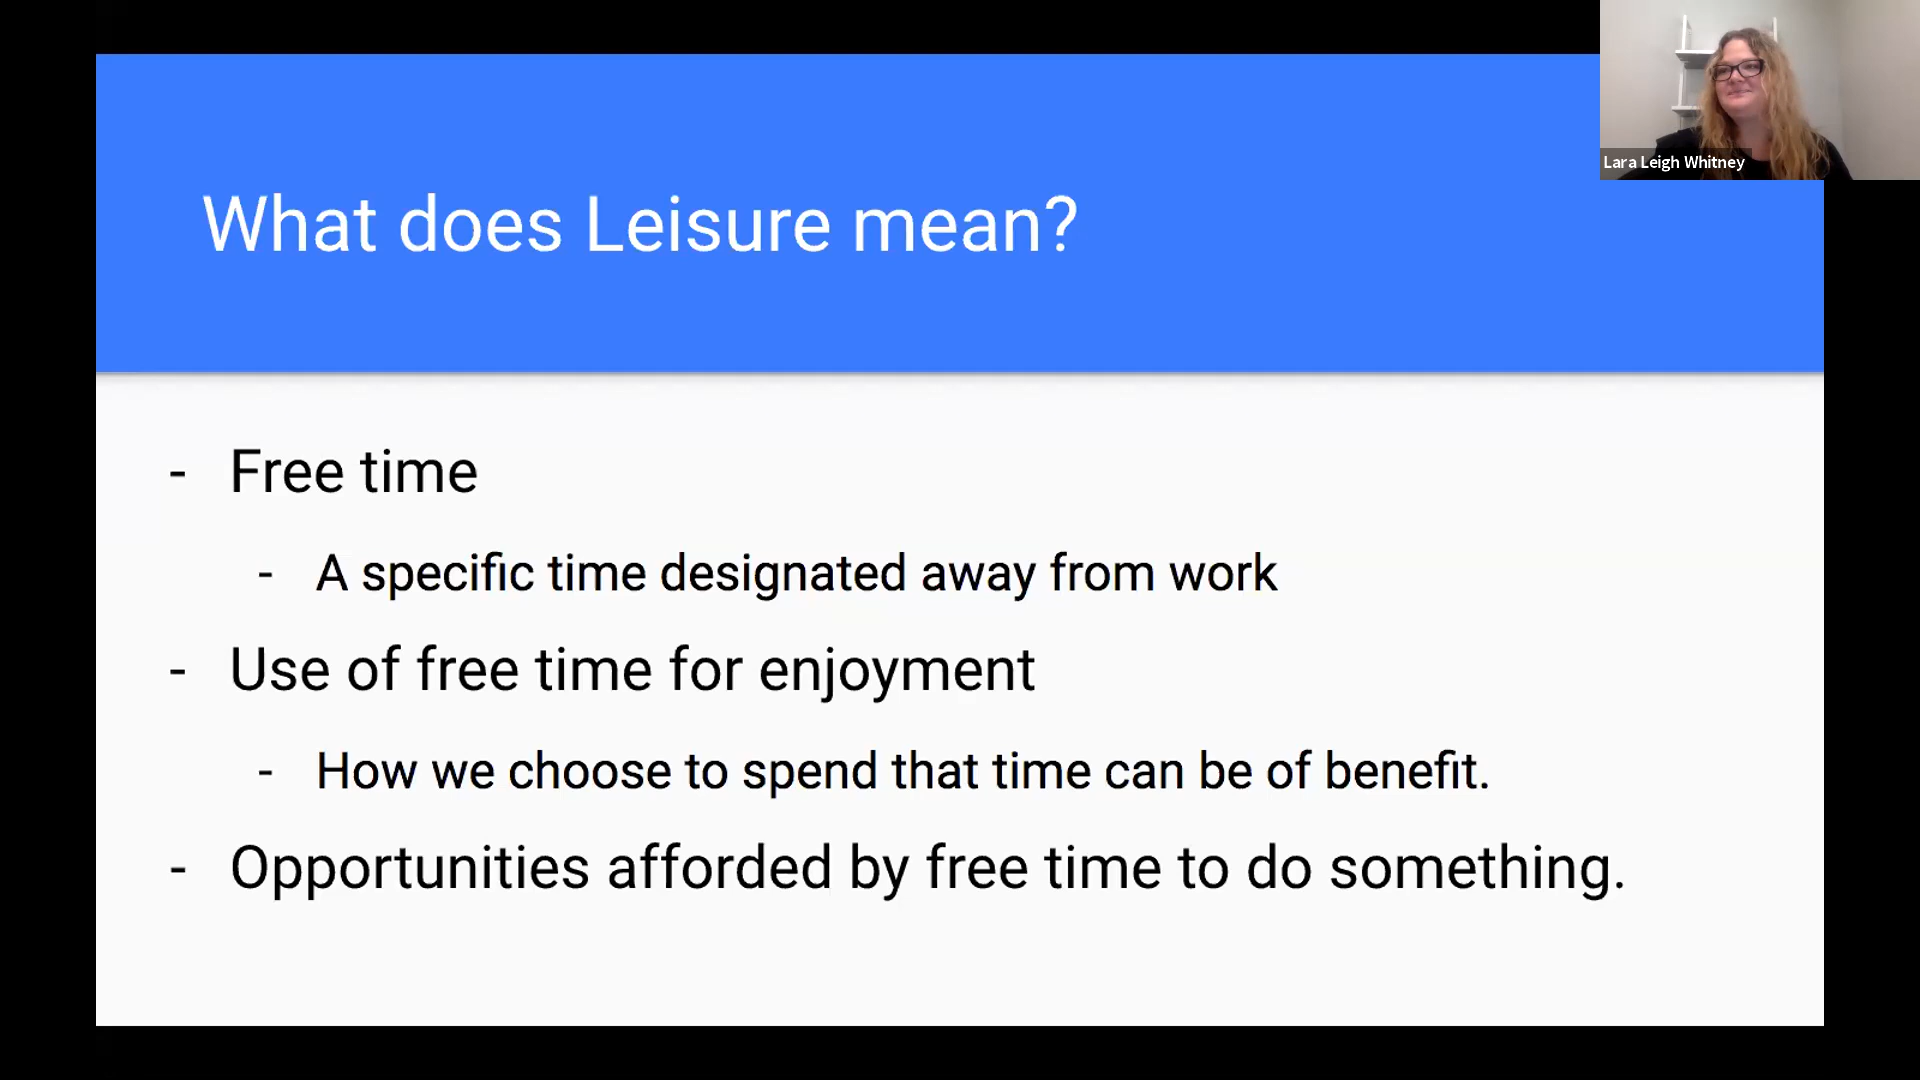 What does Leisure mean?
Lara Leigh Whitney
- Free time
- A specific time designated away from work
- Use of free time for enjoyment
- How we choose to spend that time can be of benefit.
- Opportunities afforded by free time to do something.